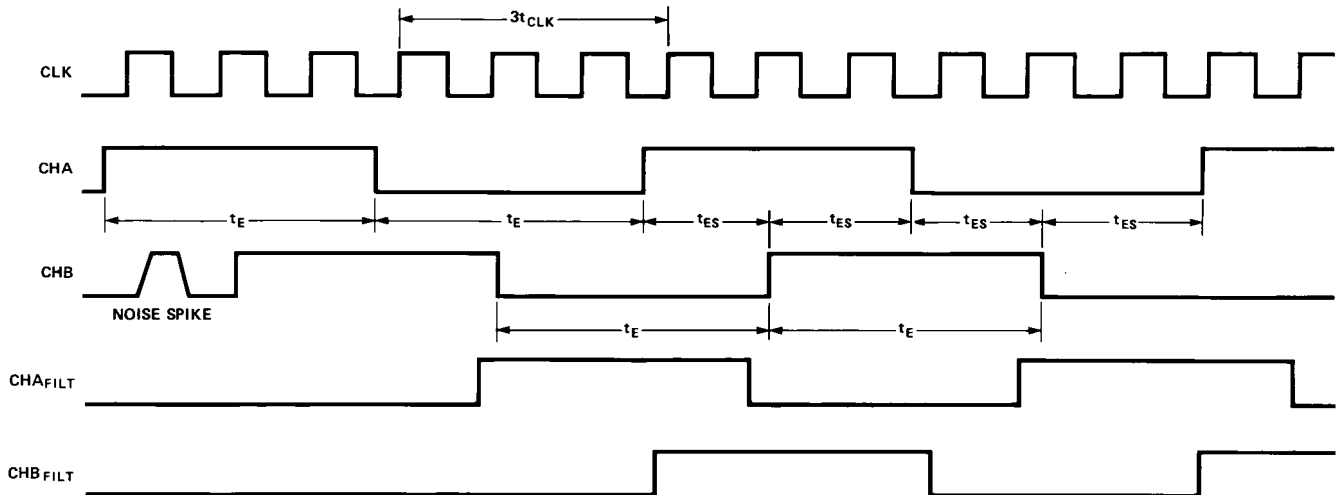 3tCLK
CLK
CHA
tE tE tES tES tES tES
CHB
NOISE SPIKE
tE tE
CHAFILT
CHBFILT